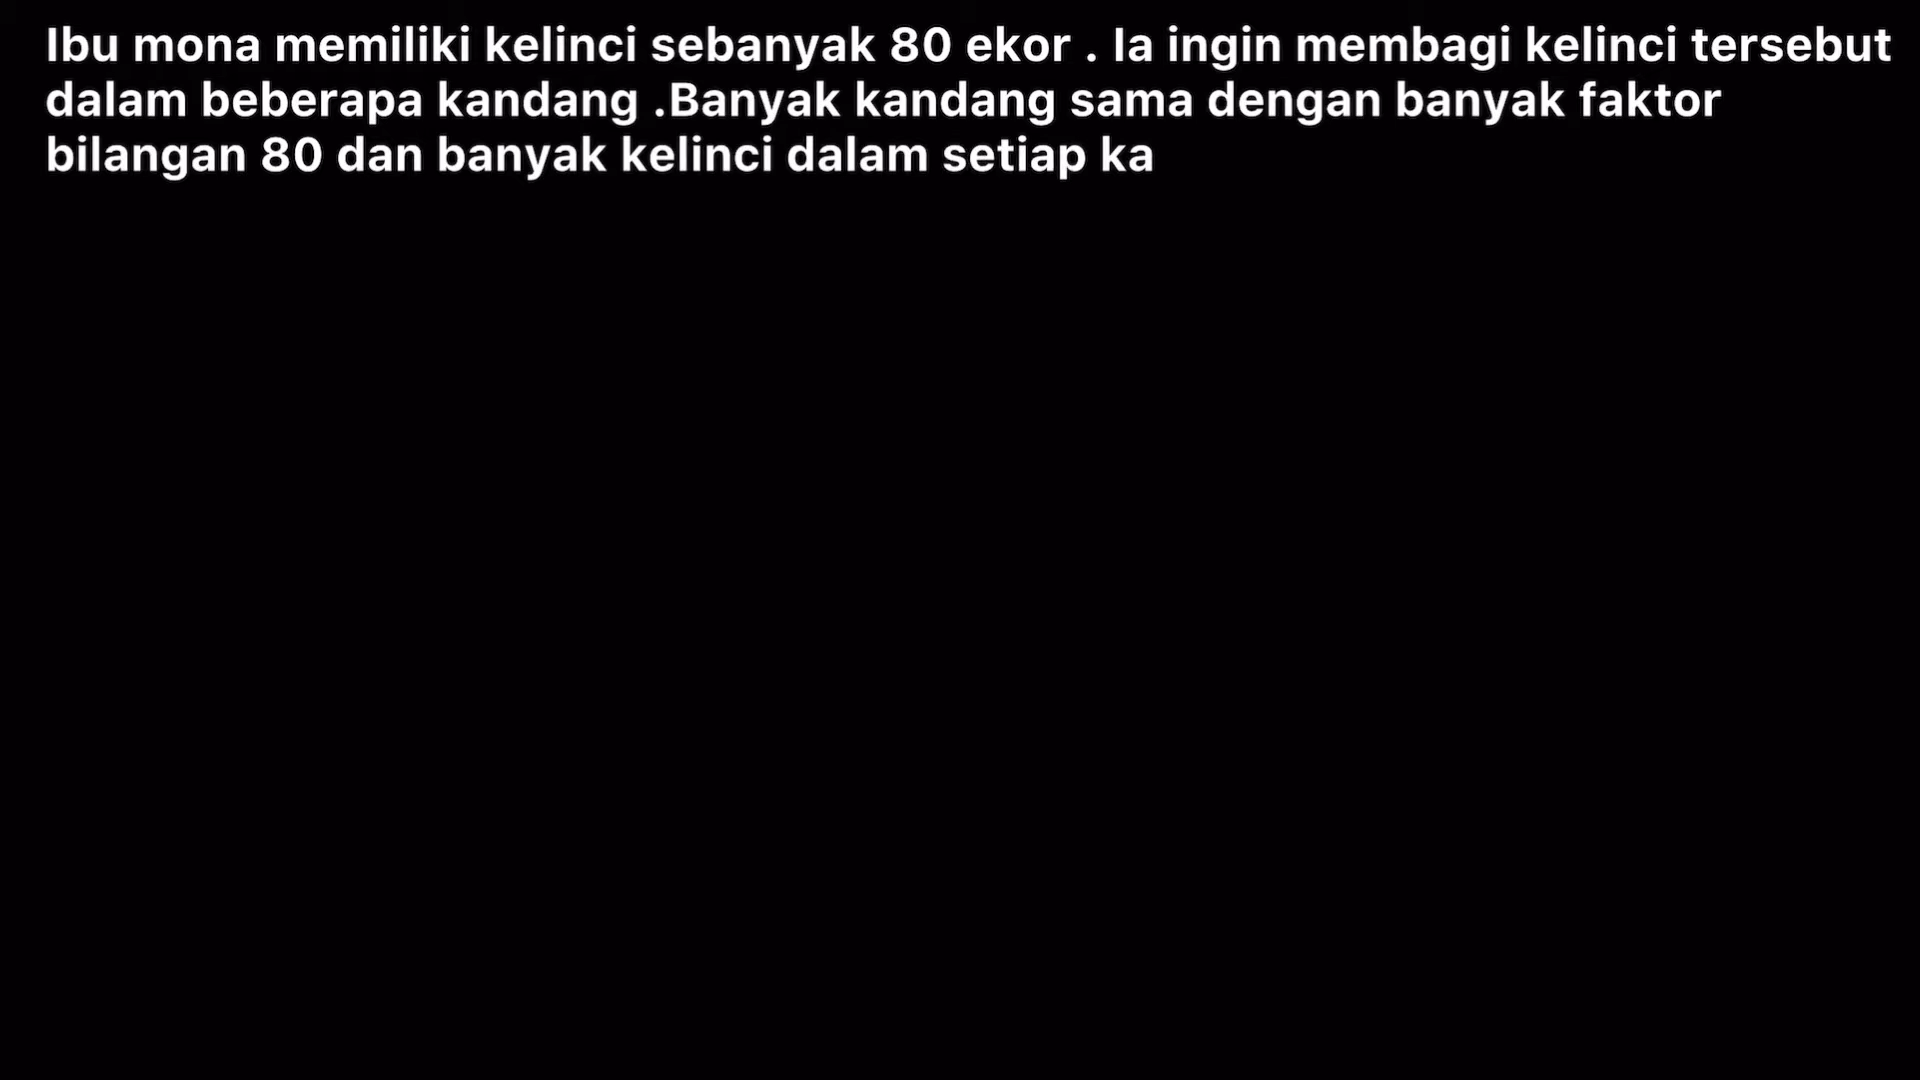 Ibu mona memiliki kelinci sebanyak 80 ekor . Ia ingin membagi kelinci tersebut
dalam beberapa kandang .Banyak kandang sama dengan banyak faktor
bilangan 80 dan banyak kelinci dalam setiap ka